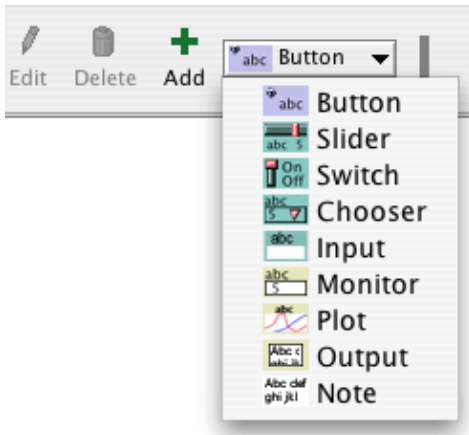 Edit Delete Add abc Button
abc Button
abc 5 Slider
On Off Switch
abc 5 Chooser
abc Input
abc 5 Monitor
abc Plot
Abc d Output
Abc def
ghi jkl Note